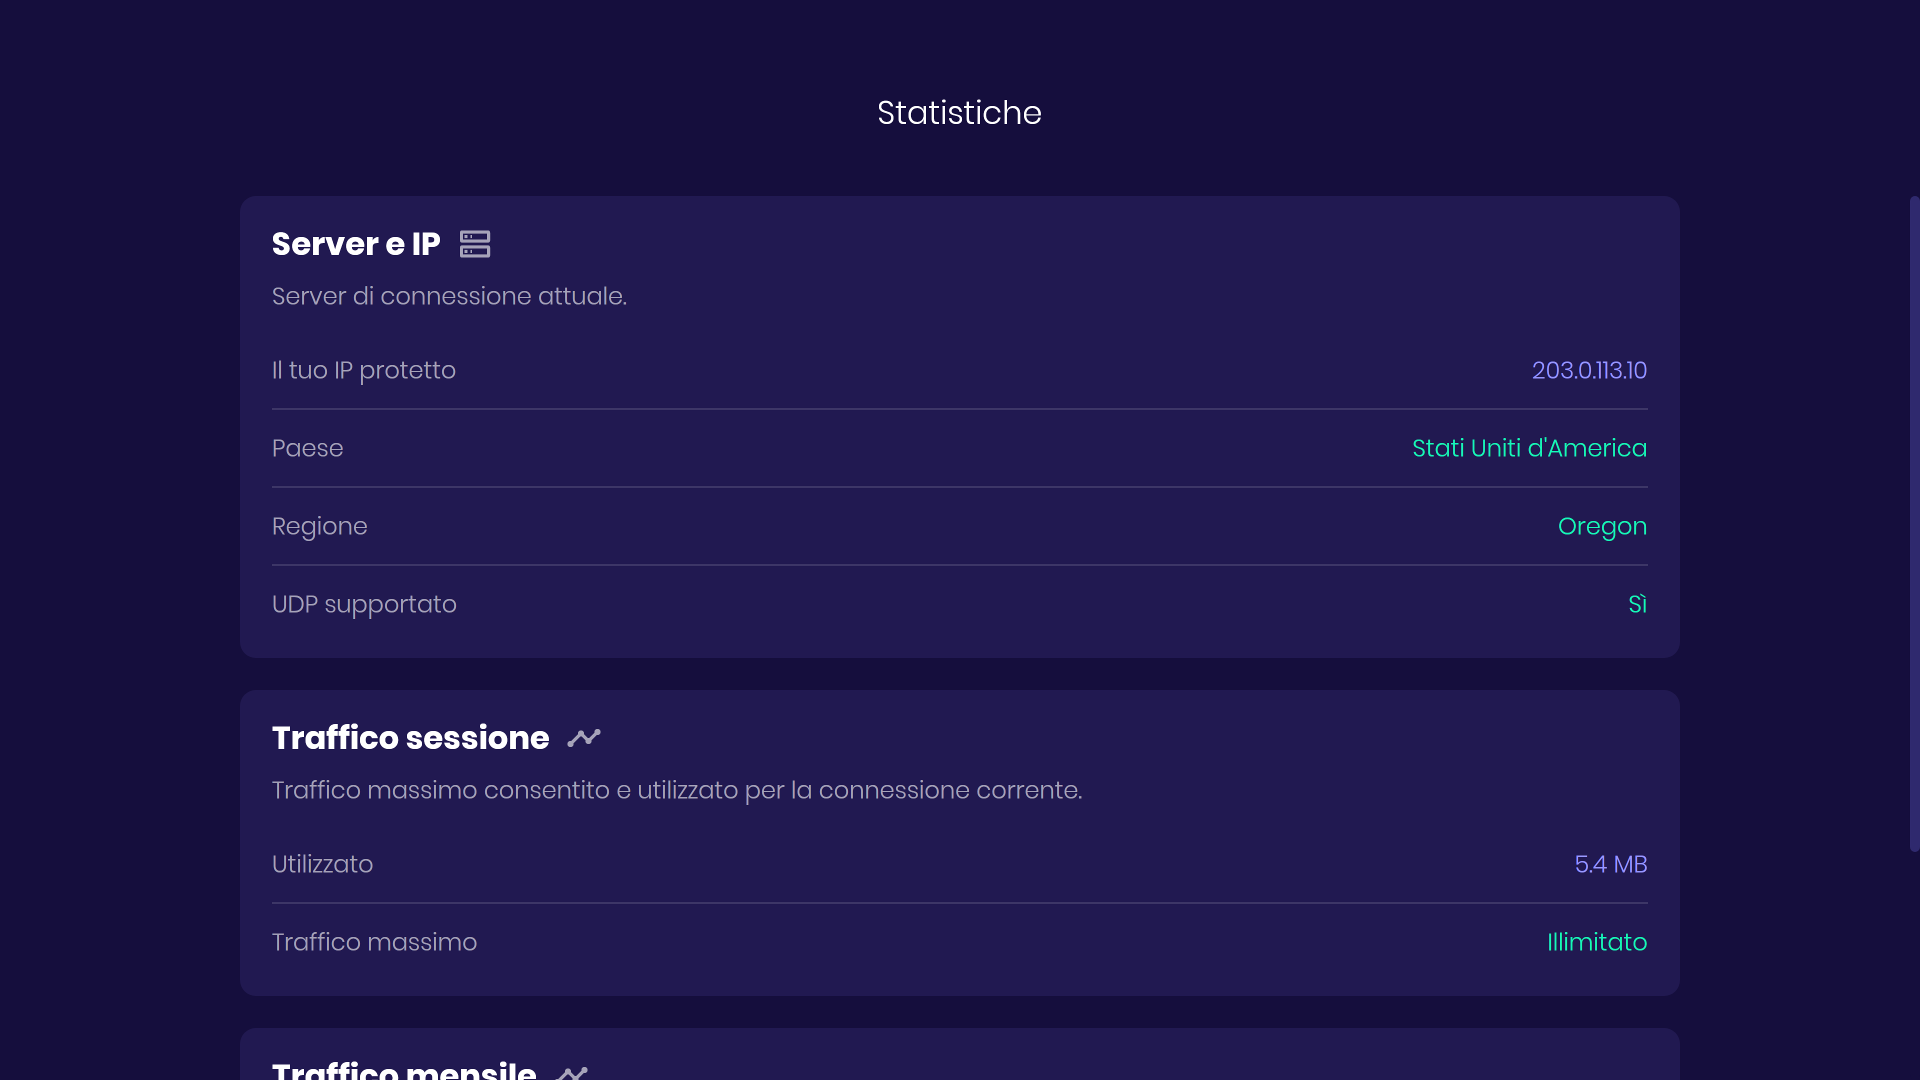 Statistiche
Server e IP
Server di connessione attuale.
Il tuo IP protetto 203.0.113.10
Paese Stati Uniti d'America
Regione Oregon
UDP supportato Sì
Traffico sessione
Traffico massimo consentito e utilizzato per la connessione corrente.
Utilizzato 5.4 MB
Traffico massimo Illimitato
Traffico mensile